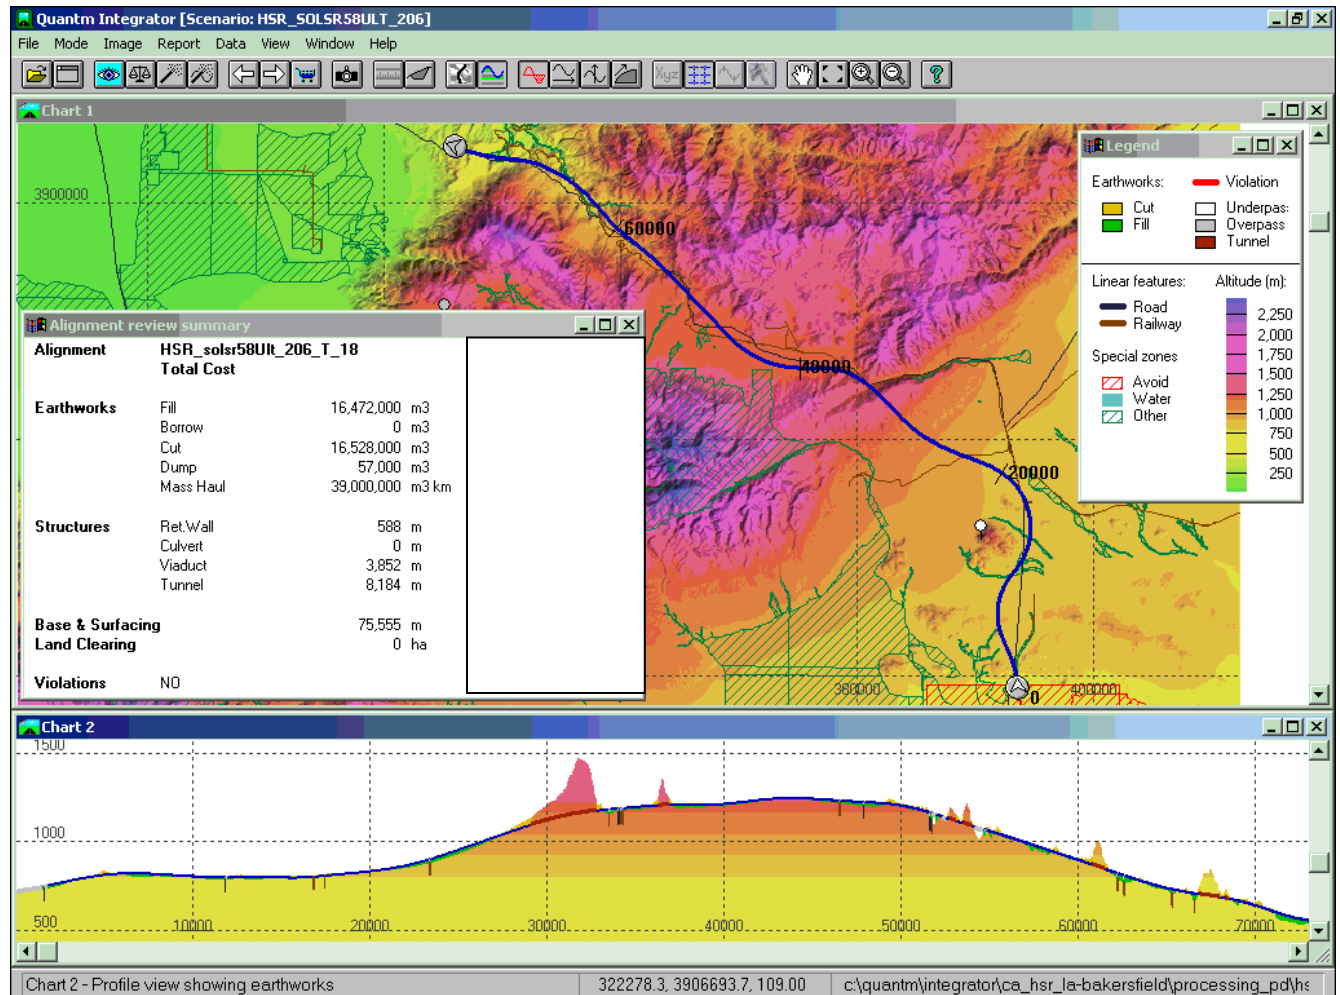 Quantm Integrator [Scenario: HSR_SOLSR58ULT_206]
File Mode Image Report Data View Window Help
Xyz
Chart 1
3900000
60000
40000
20000
380000
0
400000
Legend
Earthworks:
Violation
Cut
Fill
Underpas:
Overpass
Tunnel
Linear features:
Road
Railway
Special zones
Avoid
Water
Other
Altitude (m):
2,250
2,000
1,750
1,500
1,250
1,000
750
500
250
Alignment review summary
Alignment HSR_solsr58Ult_206_T_18
Total Cost
Earthworks Fill 16,472,000 m3
Borrow 0 m3
Cut 16,528,000 m3
Dump 57,000 m3
Mass Haul 39,000,000 m3 km
Structures Ret.Wall 588 m
Culvert 0 m
Viaduct 3,852 m
Tunnel 8,184 m
Base & Surfacing 75,555 m
Land Clearing 0 ha
Violations NO
Chart 2
1500
1000
500
10000 20000 30000 40000 50000 60000 70000
Chart 2 - Profile view showing earthworks 322278.3, 3906693.7, 109.00 c:\quantm\integrator\ca_hsr_la-bakersfield\processing_pd\hs